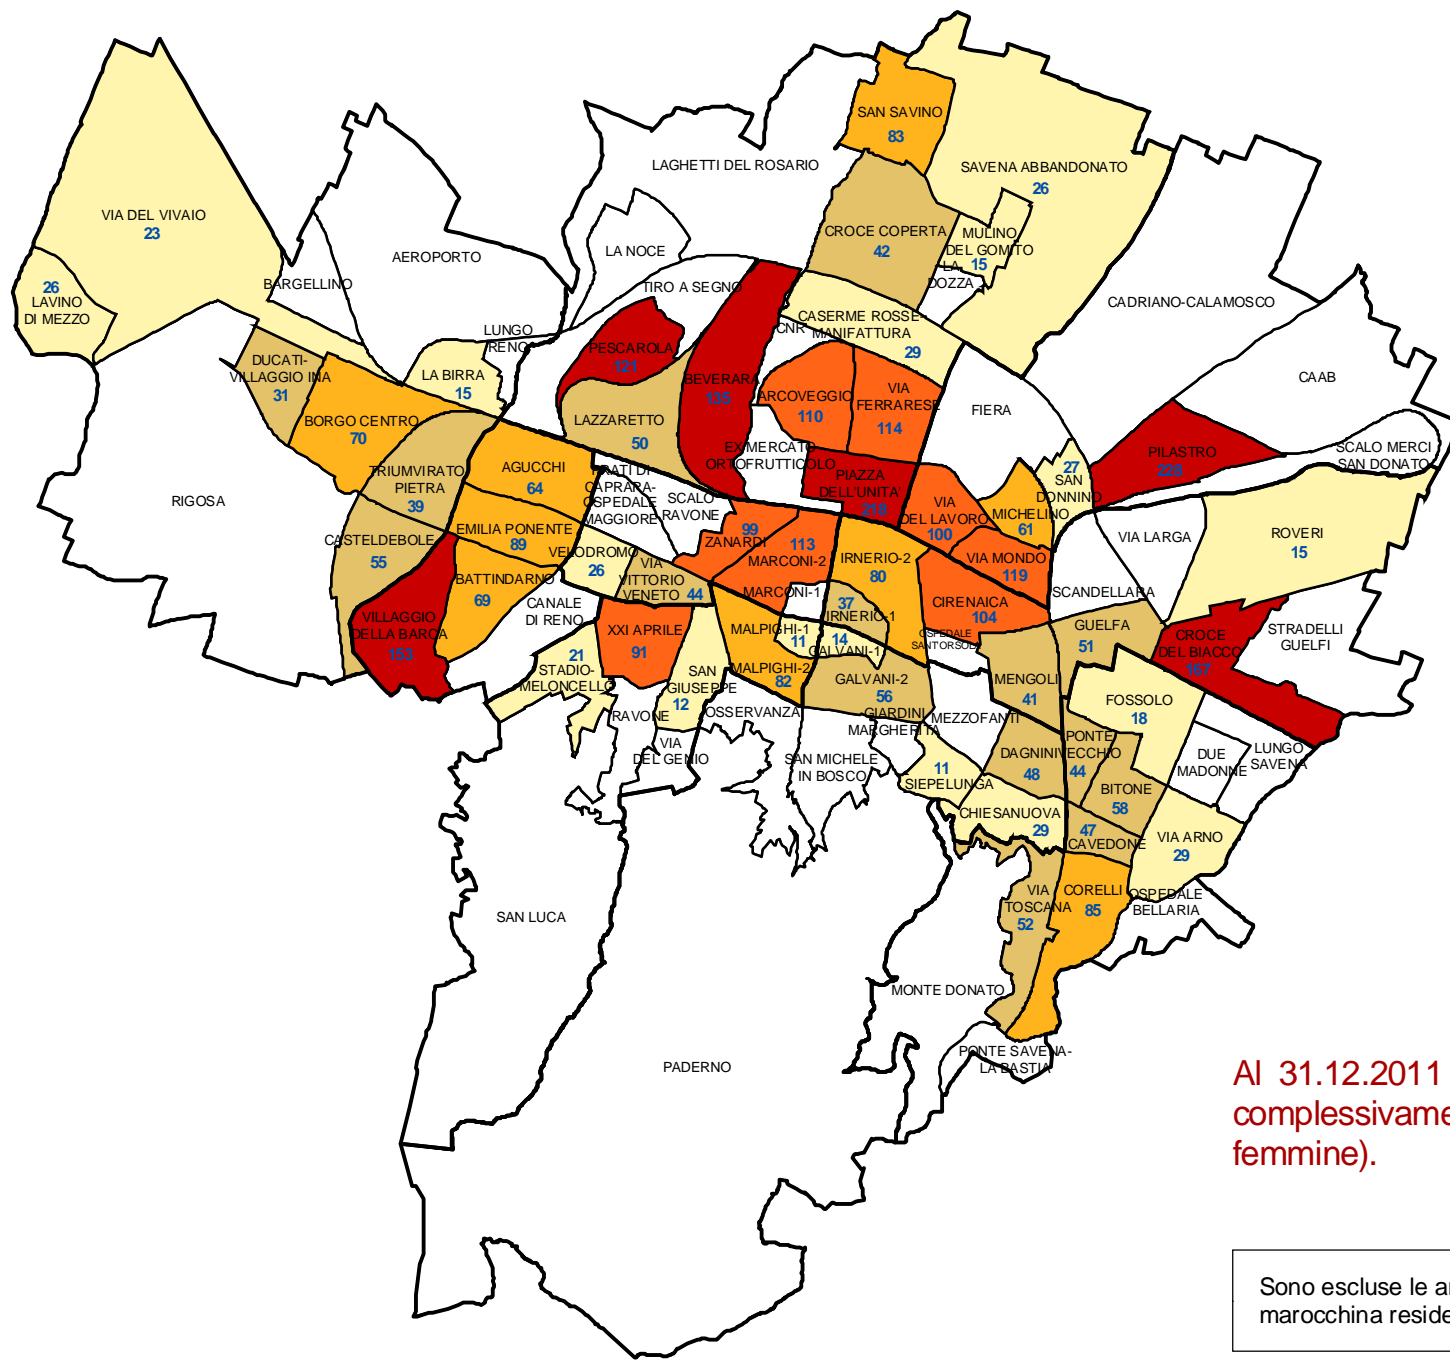 SAN SAVINO
83
LAGHETTI DEL ROSARIO
SAVENA ABBANDONATO
26
VIA DEL VIVAIO
23
LA NOCE
CROCE COPERTA
42
MULINO
DEL GOMITO
15
LA
DOZZA
AEROPORTO
BARGELLINO
26
LAVINO
DI MEZZO
TIRO A SEGNO
CADRIANO-CALAMOSCO
CASERME ROSSE-
MANIFATTURA
29
CNR
LUNGO
RENO
PESCAROLA
121
DUCATI-
VILLAGGIO INA
31
LA BIRRA
15
BEVERARA
135
ARCOVEGGIO
110
VIA
FERRARESE
114
FIERA
CAAB
BORGO CENTRO
70
LAZZARETTO
50
EX MERCATO
ORTOFRUTTICOLO
PILASTRO
228
SCALO MERCI
SAN DONATO
TRIUMVIRATO
PIETRA
39
AGUCCHI
64
PRATI DI
CAPRARA-
OSPEDALE
MAGGIORE
SCALO
RAVONE
PIAZZA
DELL'UNITA'
218
27
SAN
DONNINO
RIGOSA
MICHELINO
61
VIA
DEL LAVORO
100
EMILIA PONENTE
89
CASTELDEBOLE
55
VELODROMO
26
99
ZANARDI
113
MARCONI-2
IRNERIO-2
80
VIA MONDO
119
VIA LARGA
ROVERI
15
BATTINDARNO
69
VIA
VITTORIO
VENETO
44
MARCONI-1
37
IRNERIO-1
CIRENAICA
104
SCANDELLARA
VILLAGGIO
DELLA BARCA
153
CANALE
DI RENO
XXI APRILE
91
MALPIGHI-1
11
14
GALVANI-1
OSPEDALE
SANT'ORSOLA
GUELFA
51
CROCE
DEL BIACCO
167
STRADELLI
GUELFI
21
STADIO-
MELONCELLO
SAN
GIUSEPPE
12
MALPIGHI-2
82
GALVANI-2
56
MENGOLI
41
FOSSOLO
18
RAVONE
OSSERVANZA
GIARDINI
MARGHERITA
MEZZOFANTI
VIA
DEL GENIO
SAN MICHELE
IN BOSCO
11
SIEPELUNGA
DAGNINI
48
PONTE
VECCHIO
44
DUE
MADONNE
LUNGO
SAVENA
BITONE
58
CHIESANUOVA
29
47
CAVEDONE
VIA ARNO
29
SAN LUCA
VIA
TOSCANA
52
CORELLI
85
OSPEDALE
BELLARIA
MONTE DONATO
PADERNO
PONTE SAVENA-
LA BASTIA
Al 31.12.2011
femmine).
Sono escluse le
marocchina